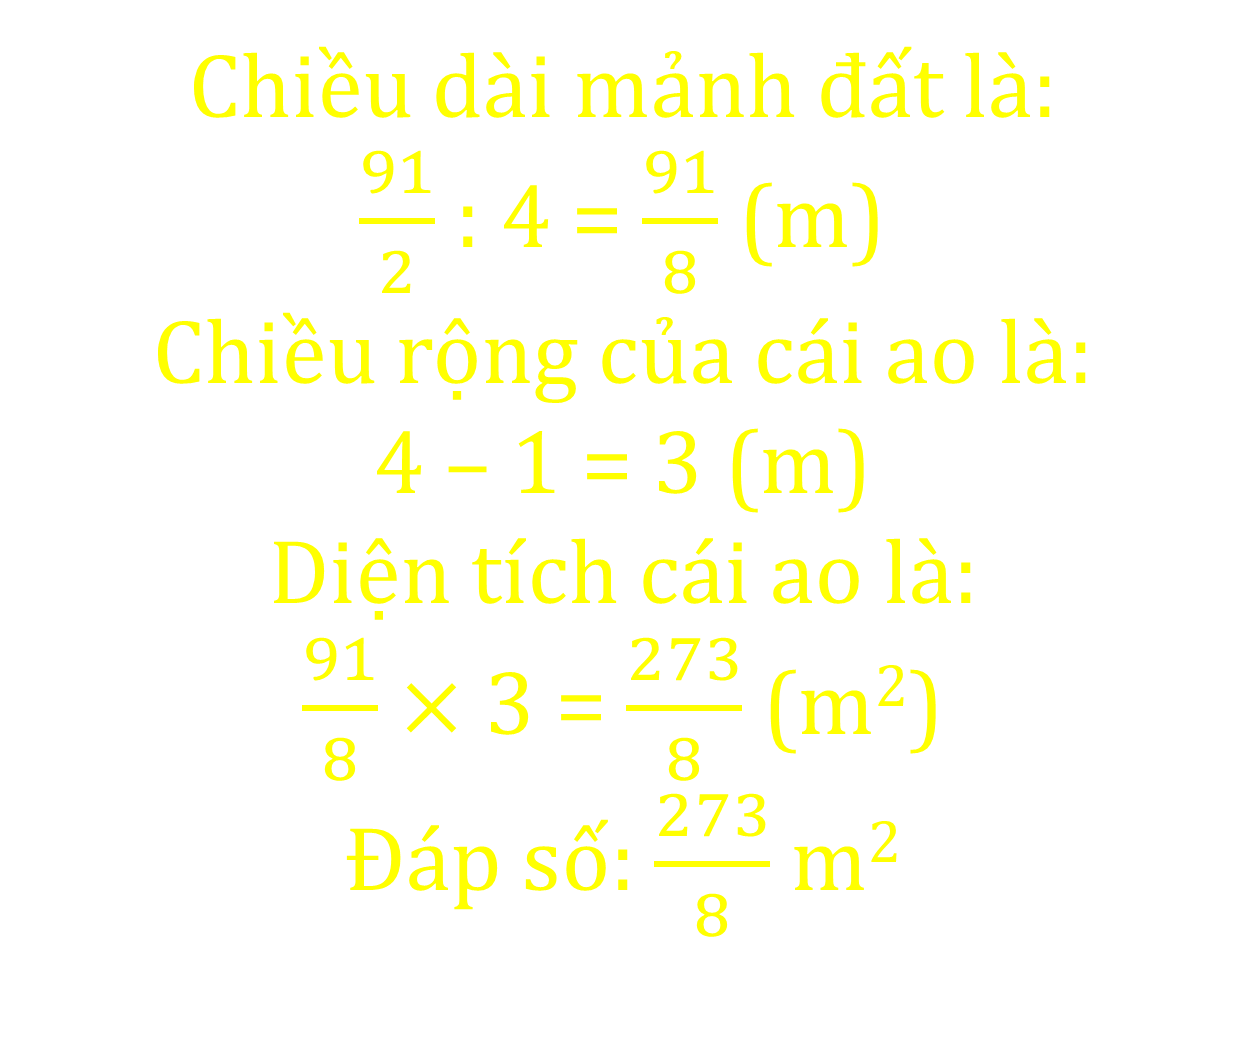 Chiều dài mảnh đất là:
91/2 : 4 = 91/8 (m)
Chiều rộng của cái ao là:
4 – 1 = 3 (m)
Diện tích cái ao là:
91/8 × 3 = 273/8 (m²)
Đáp số: 273/8 m²